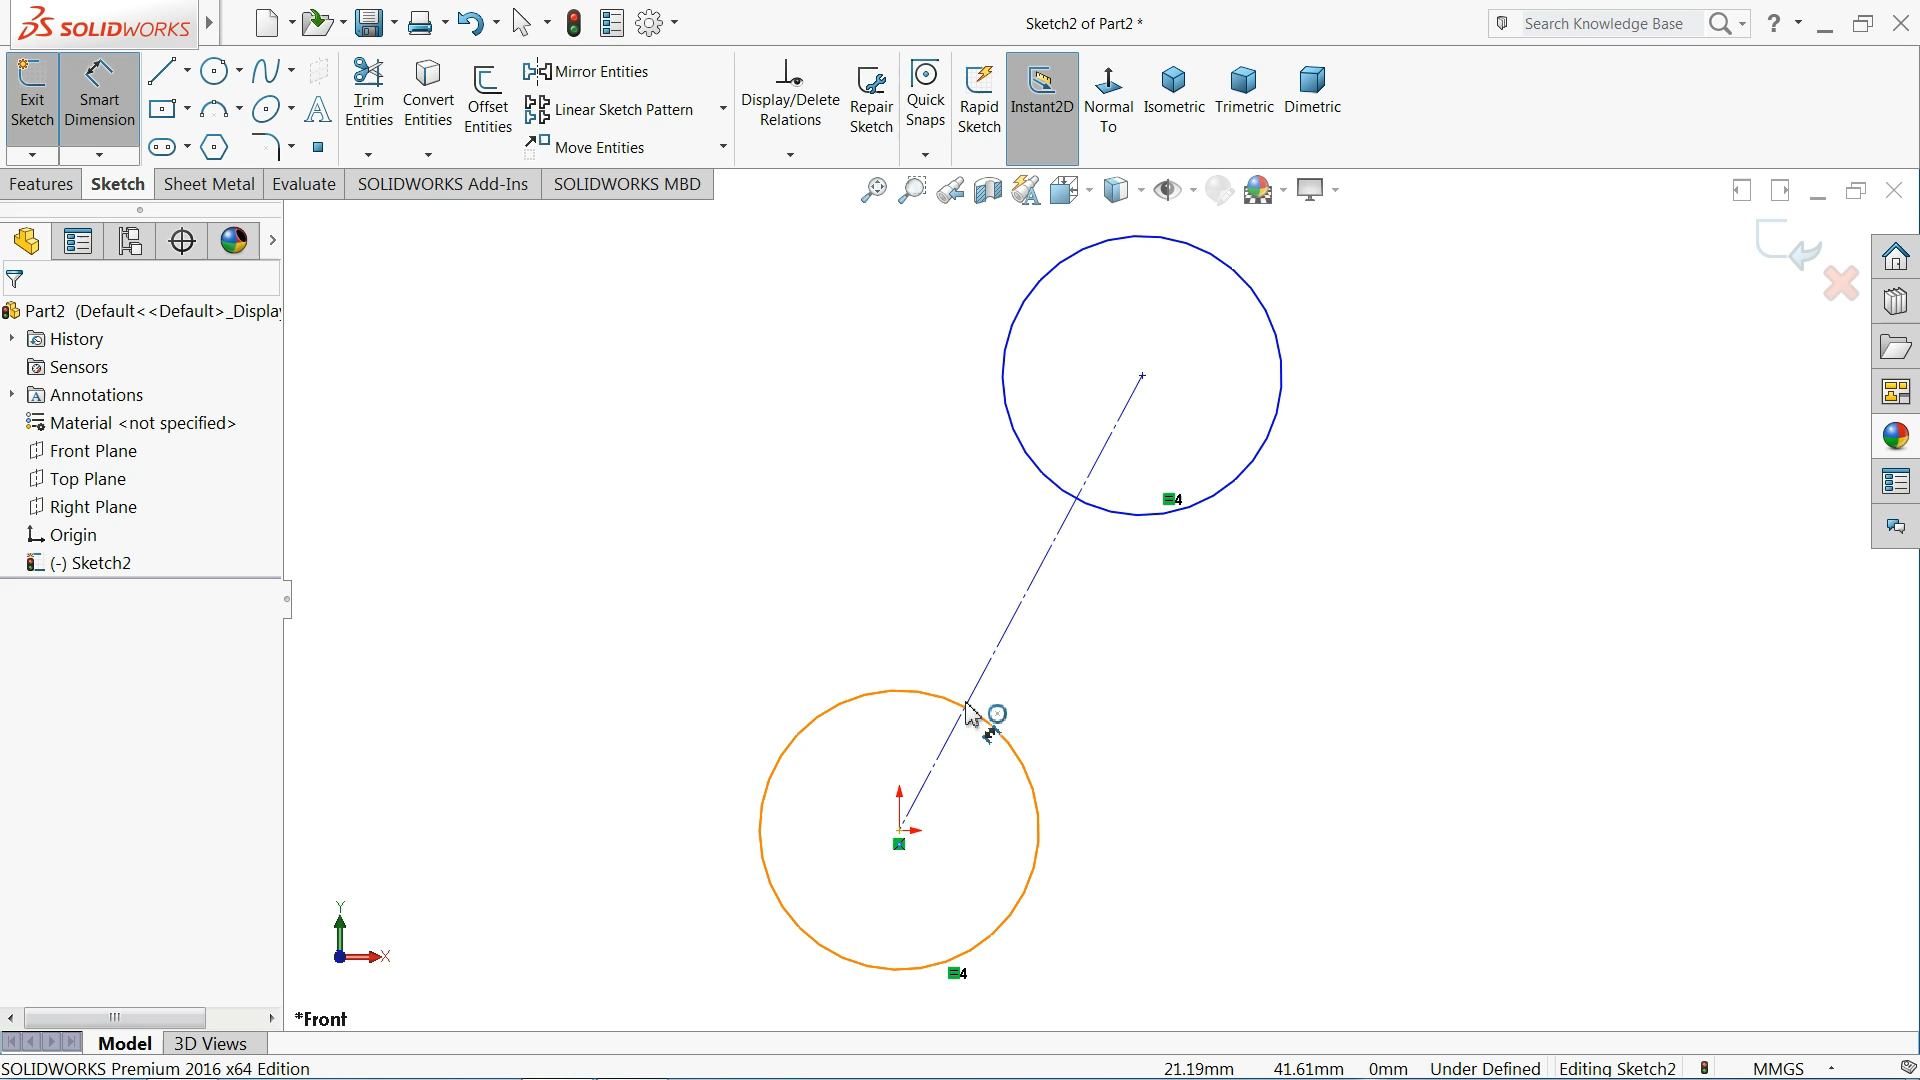 SOLIDWORKS
Sketch2 of Part2 *
Search Knowledge Base
?
Exit Sketch
Smart Dimension
Trim Entities
Convert Entities
Offset Entities
Mirror Entities
Linear Sketch Pattern
Move Entities
Display/Delete Relations
Repair Sketch
Quick Snaps
Rapid Sketch
Instant2D
Normal To
Isometric
Trimetric
Dimetric
Features
Sketch
Sheet Metal
Evaluate
SOLIDWORKS Add-Ins
SOLIDWORKS MBD
Part2 (Default<<Default>_Display
History
Sensors
Annotations
Material <not specified>
Front Plane
Top Plane
Right Plane
Origin
(-) Sketch2
4
4
Y
X
*Front
Model
3D Views
SOLIDWORKS Premium 2016 x64 Edition
21.19mm 41.61mm 0mm Under Defined Editing Sketch2 MMGS